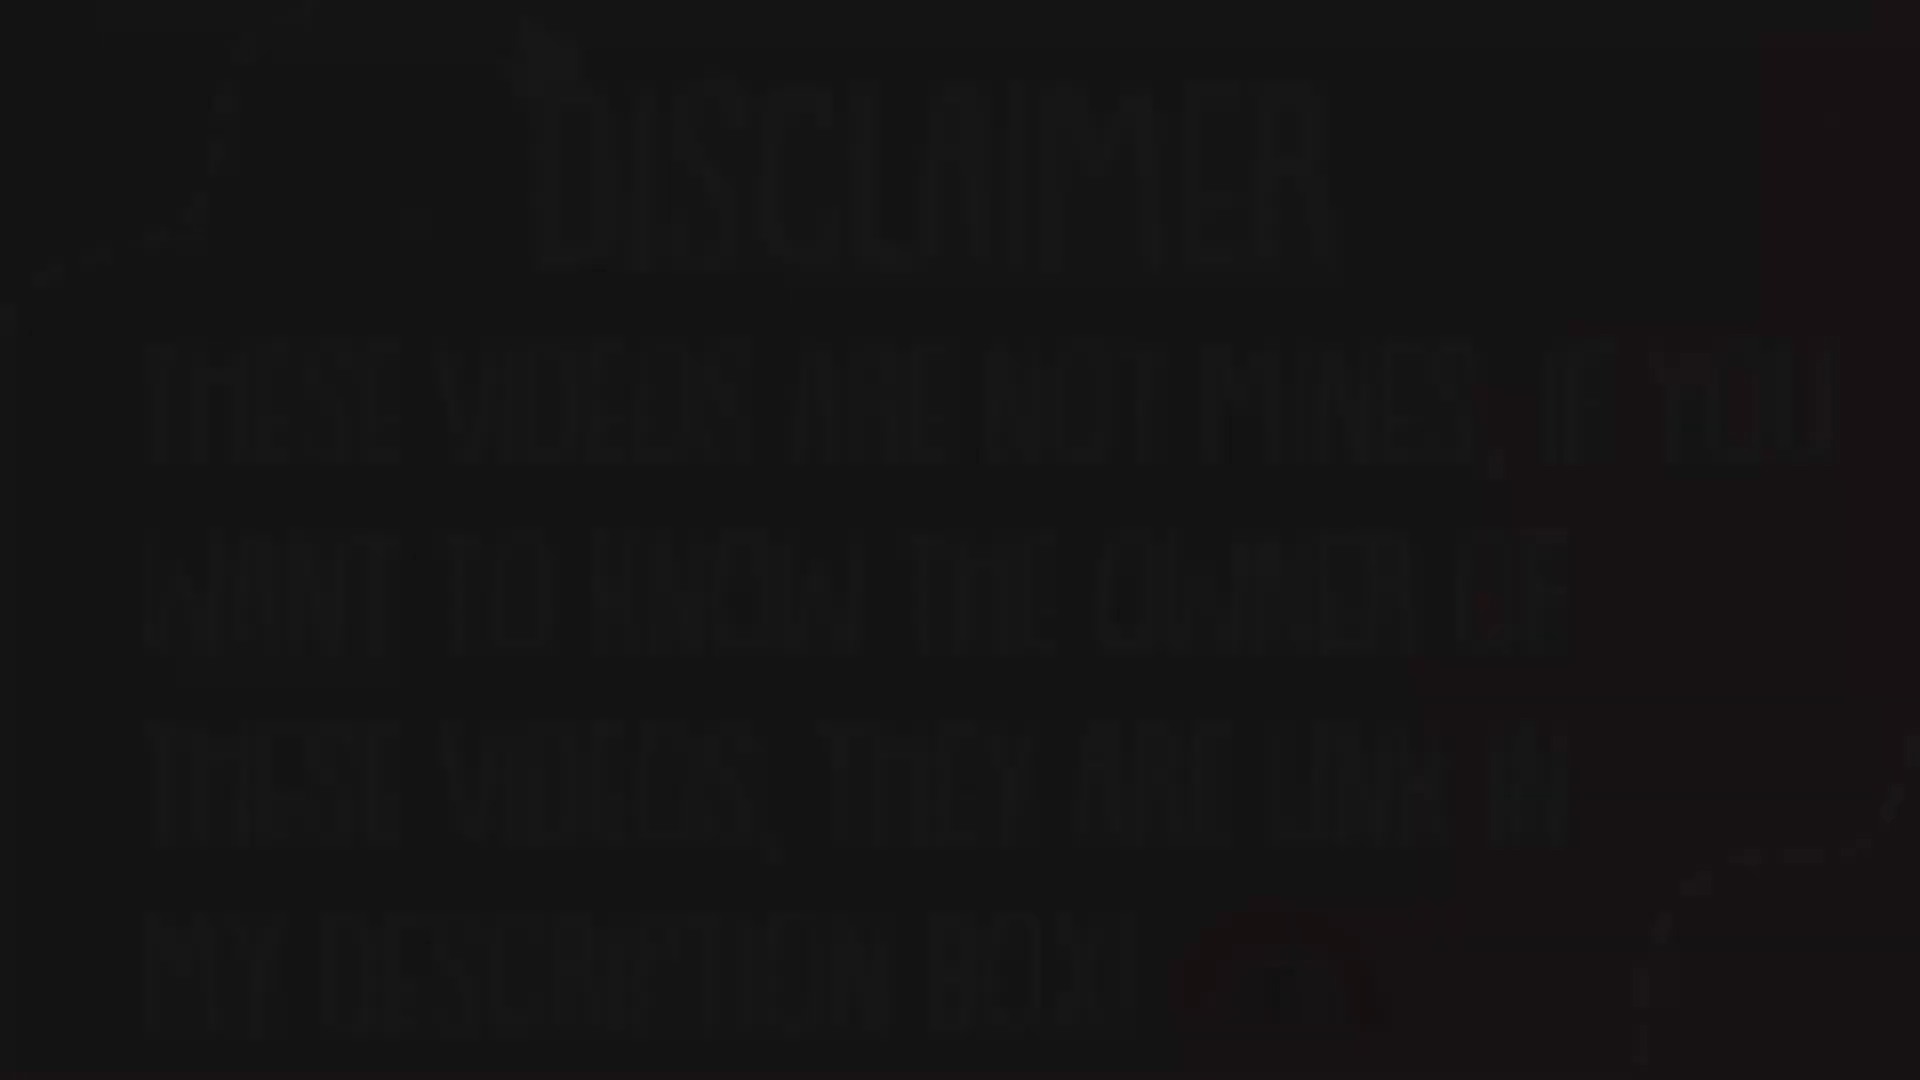 DISCLAIMER
THESE VIDEOS ARE NOT MINES, IF YOU
WANT TO KNOW THE OWNER OF
THESE VIDEOS, THEY ARE LINK IN
MY DESCRIPTION BOX!